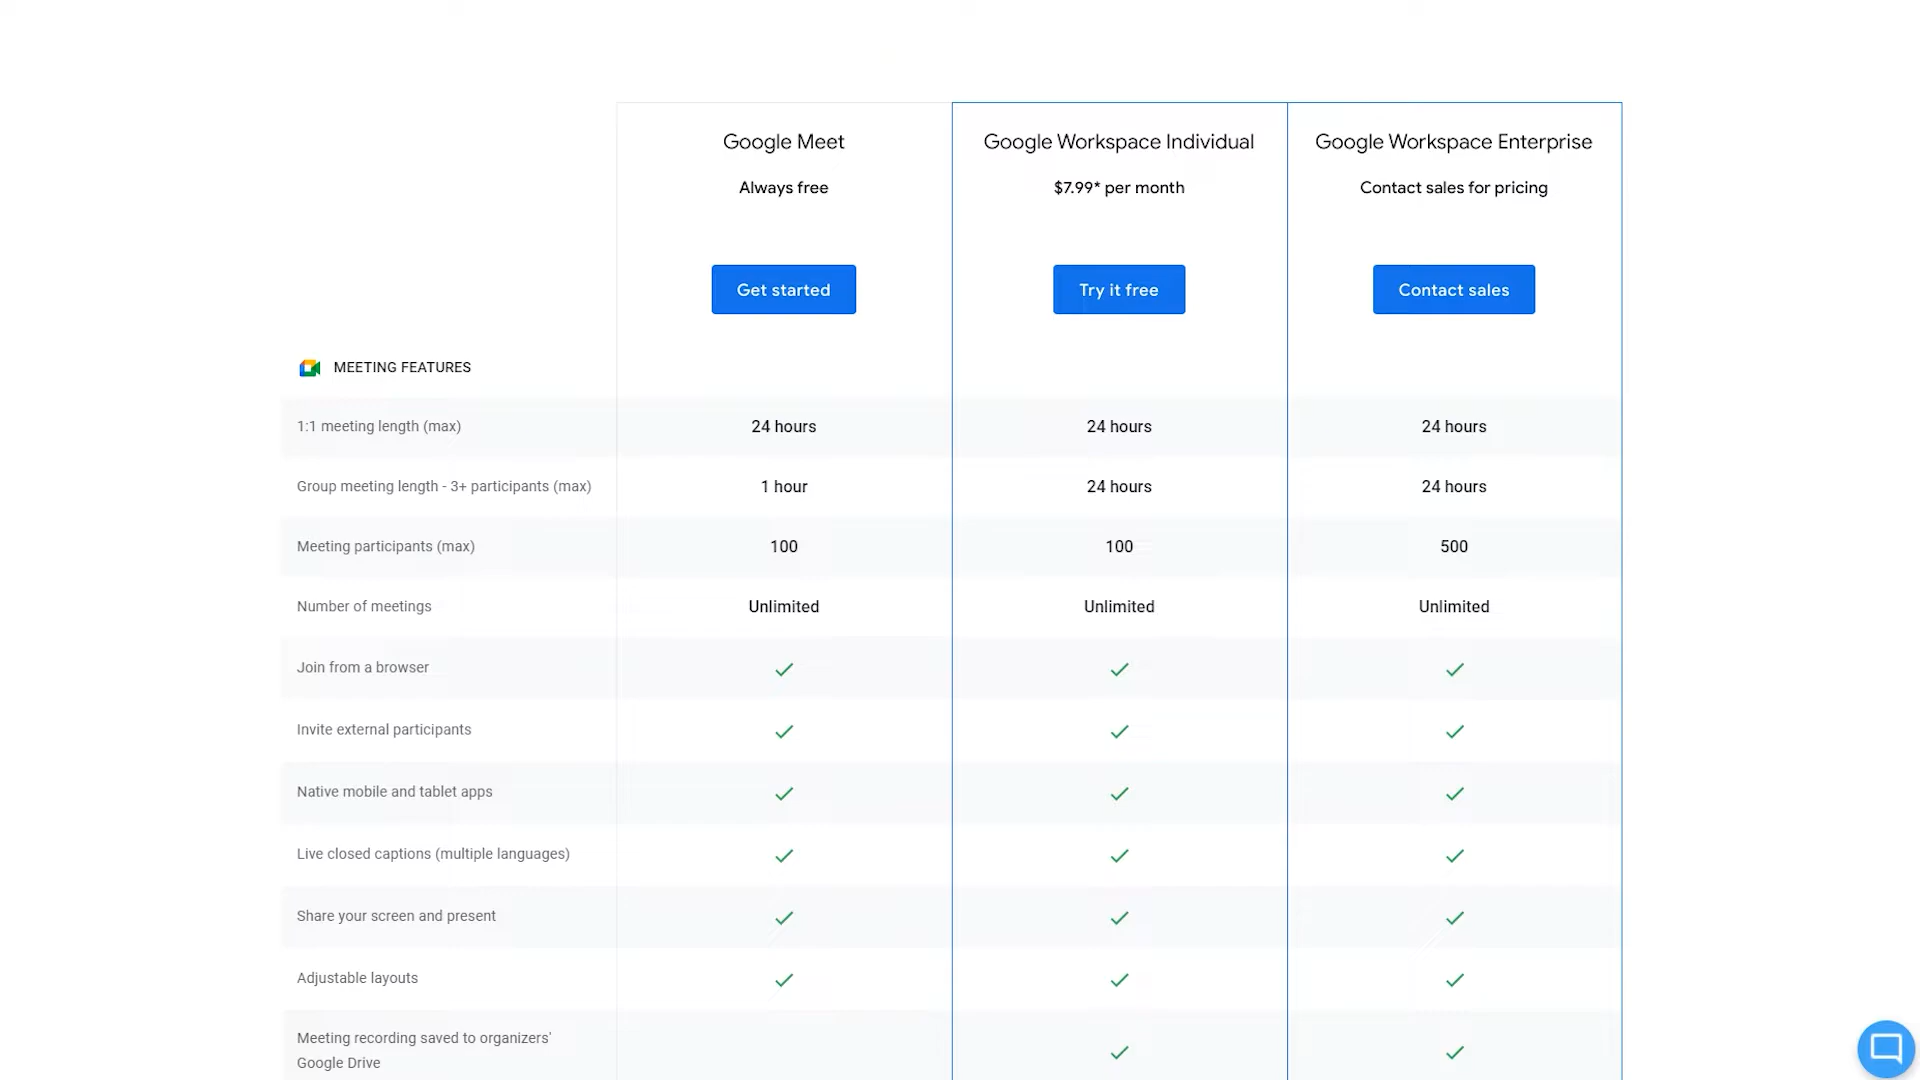 Google Meet
Google Workspace Individual
Google Workspace Enterprise
Always free
$7.99* per month
Contact sales for pricing
Get started
Try it free
Contact sales
MEETING FEATURES
1:1 meeting length (max) 24 hours 24 hours 24 hours
Group meeting length - 3+ participants (max) 1 hour 24 hours 24 hours
Meeting participants (max) 100 100 500
Number of meetings Unlimited Unlimited Unlimited
Join from a browser
Invite external participants
Native mobile and tablet apps
Live closed captions (multiple languages)
Share your screen and present
Adjustable layouts
Meeting recording saved to organizers'
Google Drive